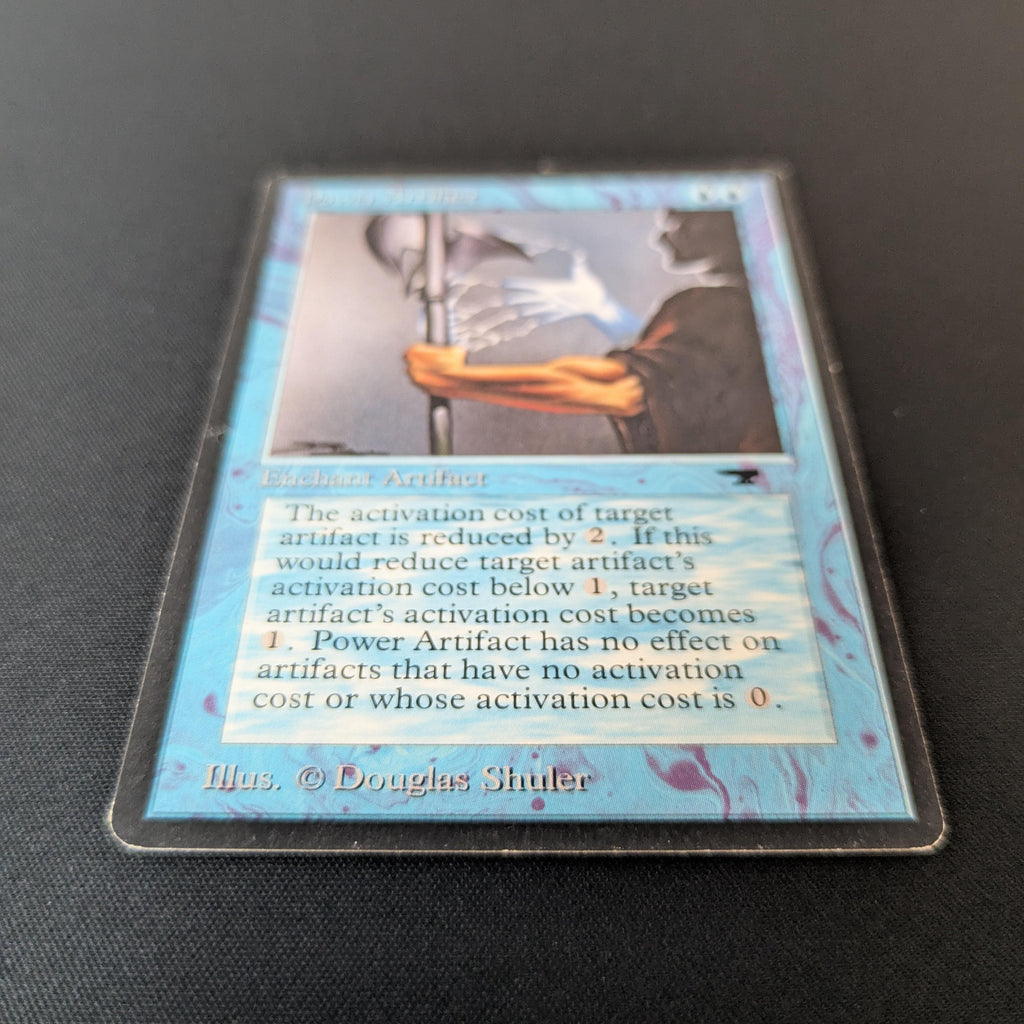 Power Artifact
Enchant Artifact
The activation cost of target
artifact is reduced by 2. If this
would reduce target artifact's
activation cost below 1, target
artifact's activation cost becomes
1. Power Artifact has no effect on
artifacts that have no activation
cost or whose activation cost is 0.
Illus. © Douglas Shuler